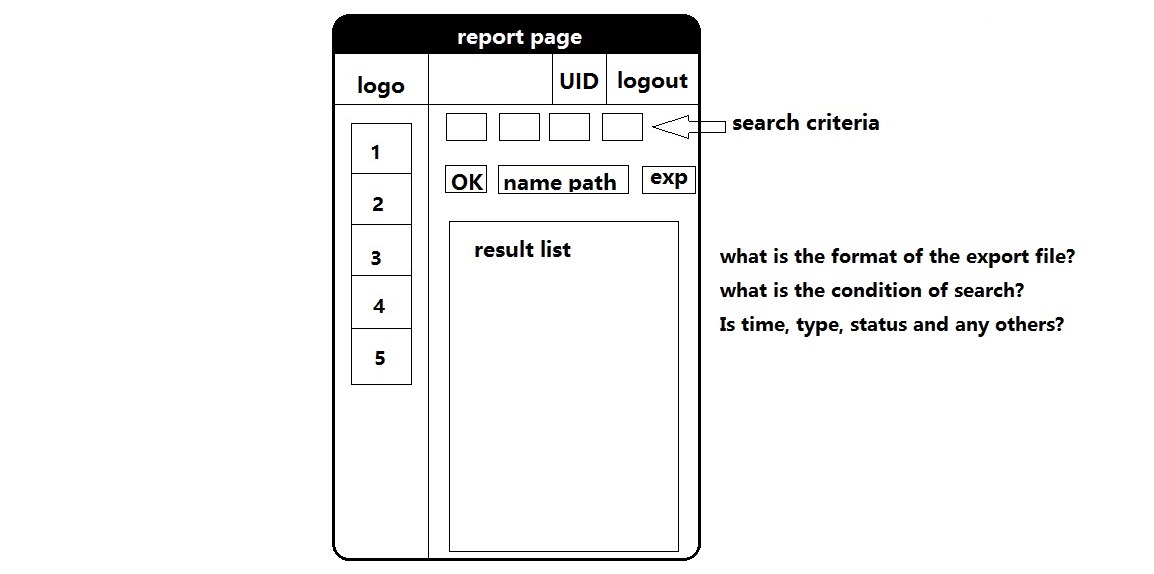 report page
logo
UID
logout
search criteria
1
2
3
4
5
OK
name path
exp
result list
what is the format of the export file?
what is the condition of search?
Is time, type, status and any others?